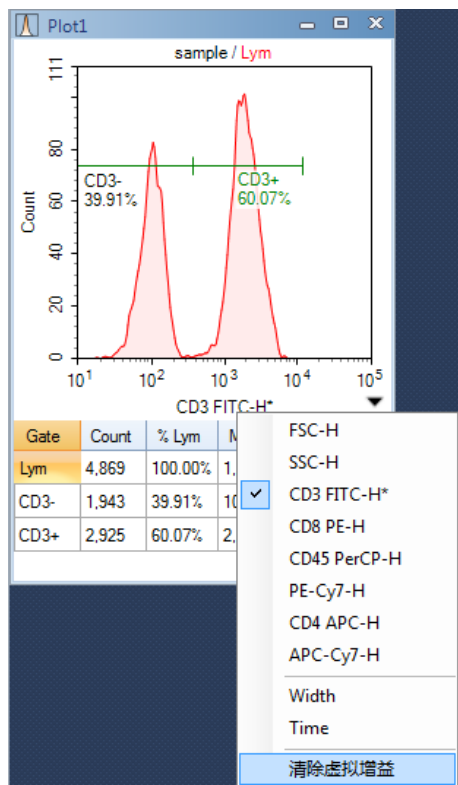 Plot1
sample / Lym
111
80
60
40
20
0
Count
CD3-
39.91%
CD3+
60.07%
10¹ 10² 10³ 10⁴ 10⁵
CD3 FITC-H*
Gate Count % Lym M
Lym 4,869 100.00% 1,
CD3- 1,943 39.91% 10
CD3+ 2,925 60.07% 2,
FSC-H
SSC-H
CD3 FITC-H*
CD8 PE-H
CD45 PerCP-H
PE-Cy7-H
CD4 APC-H
APC-Cy7-H
Width
Time
清除虚拟增益